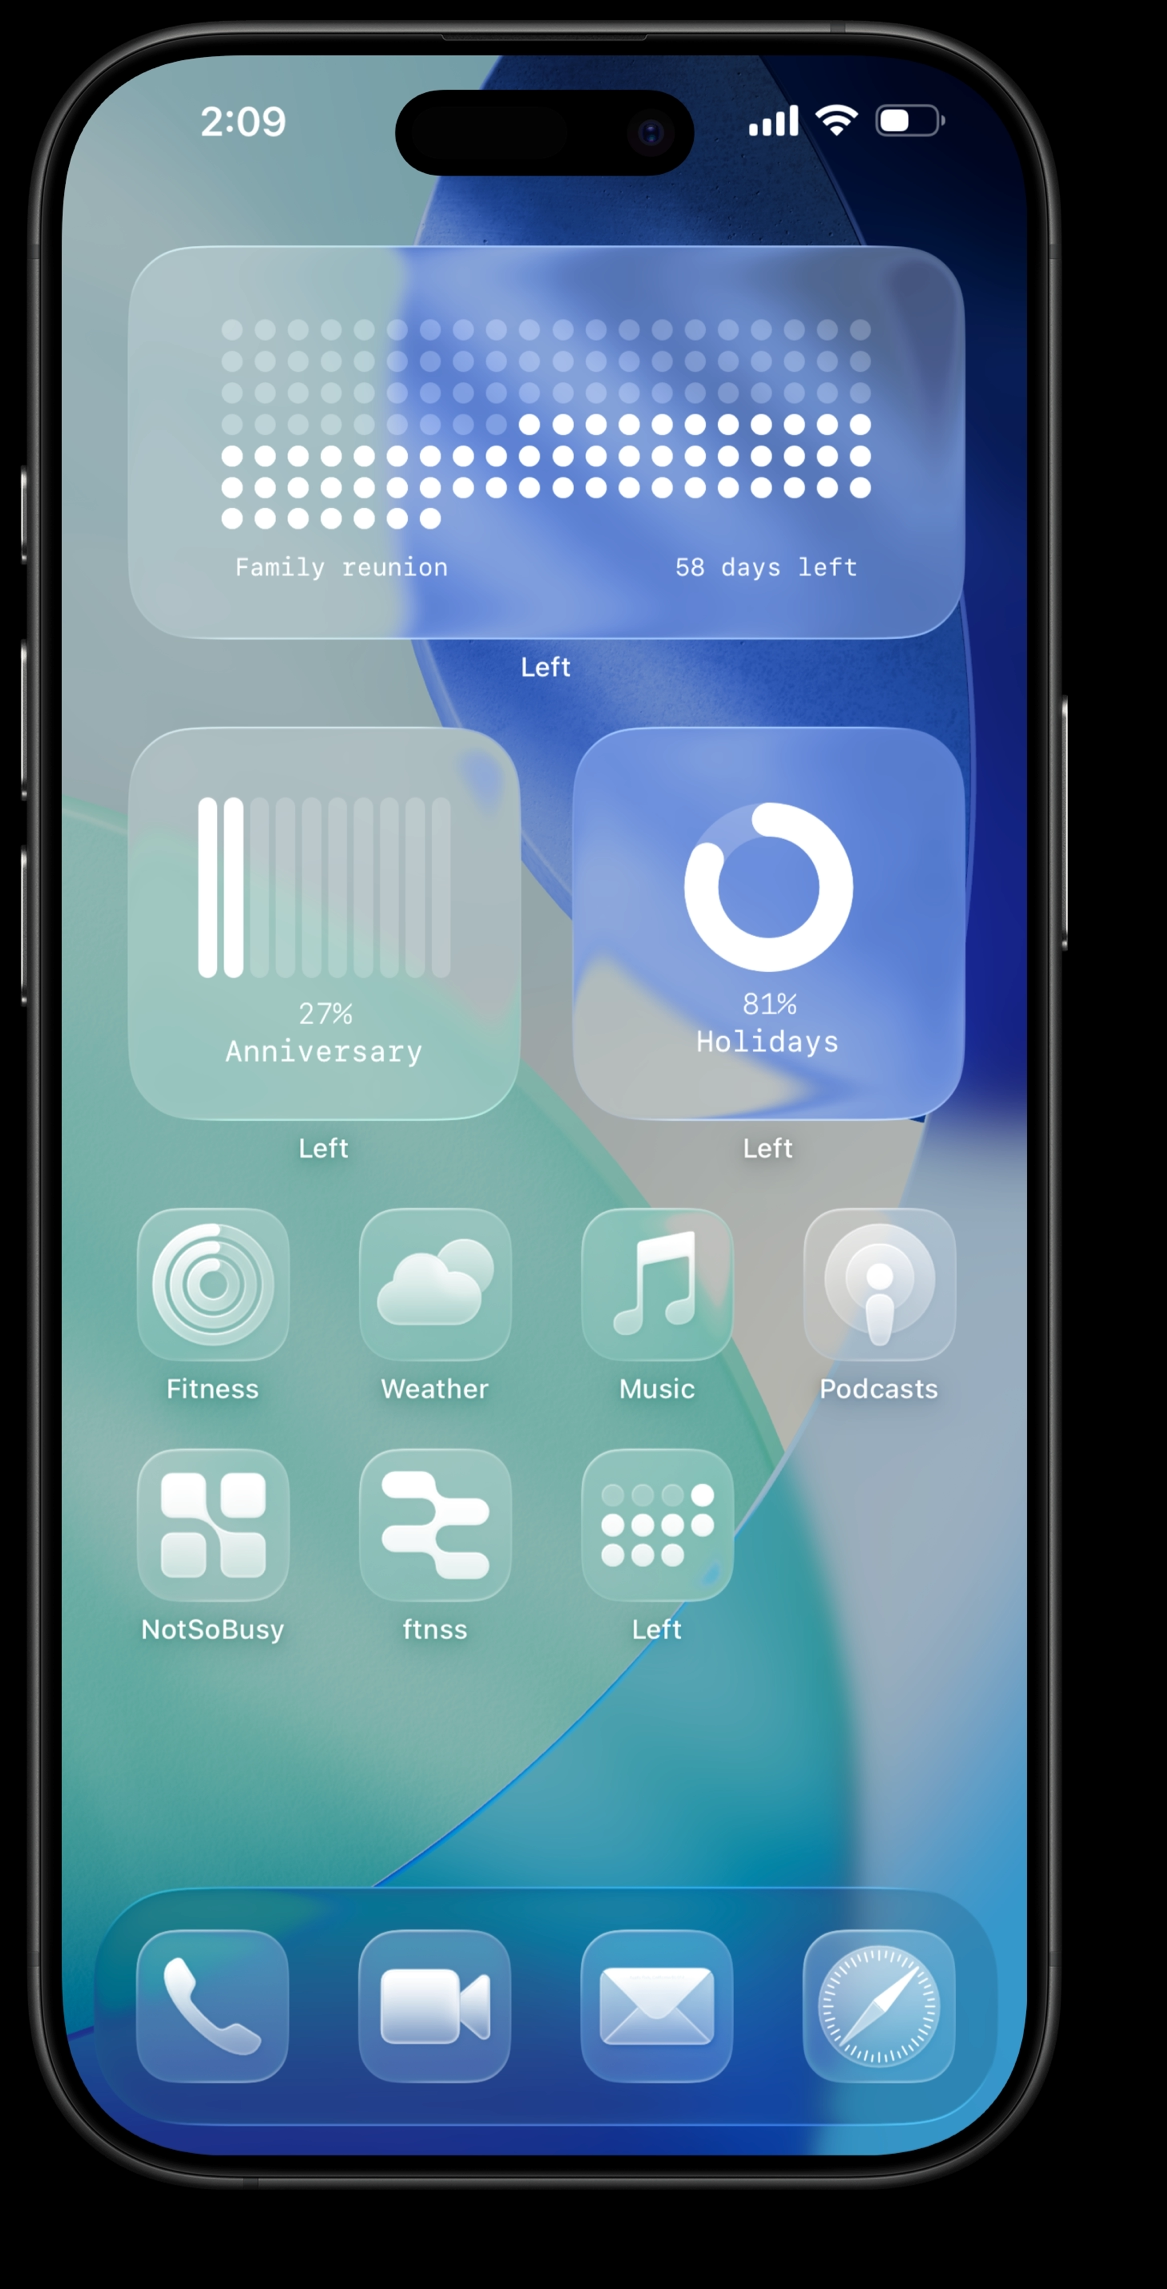 2:09
Family reunion
58 days left
Left
27%
Anniversary
81%
Holidays
Left
Left
Fitness
Weather
Music
Podcasts
NotSoBusy
ftnss
Left